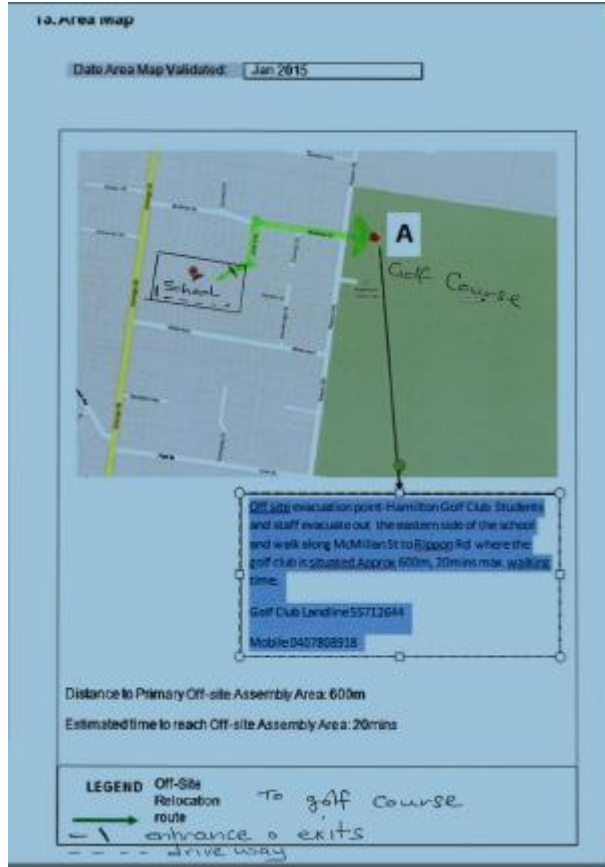 13. Area Map
Date Area Map Validated: Jan 2015
A
Golf Course
School
Off site evacuation point-Hamilton Golf Club Students
and staff evacuate out the eastern side of the school
and walk along McMillan St to Rippon Rd where the
golf club is situated Approx 600m, 20mins max walking
time.
Golf Club Landline 55712644
Mobile 0407808918
Distance to Primary Off-site Assembly Area: 600m
Estimated time to reach Off-site Assembly Area: 20mins
LEGEND Off-Site
Relocation
route
To golf course
entrance o exits
drive way